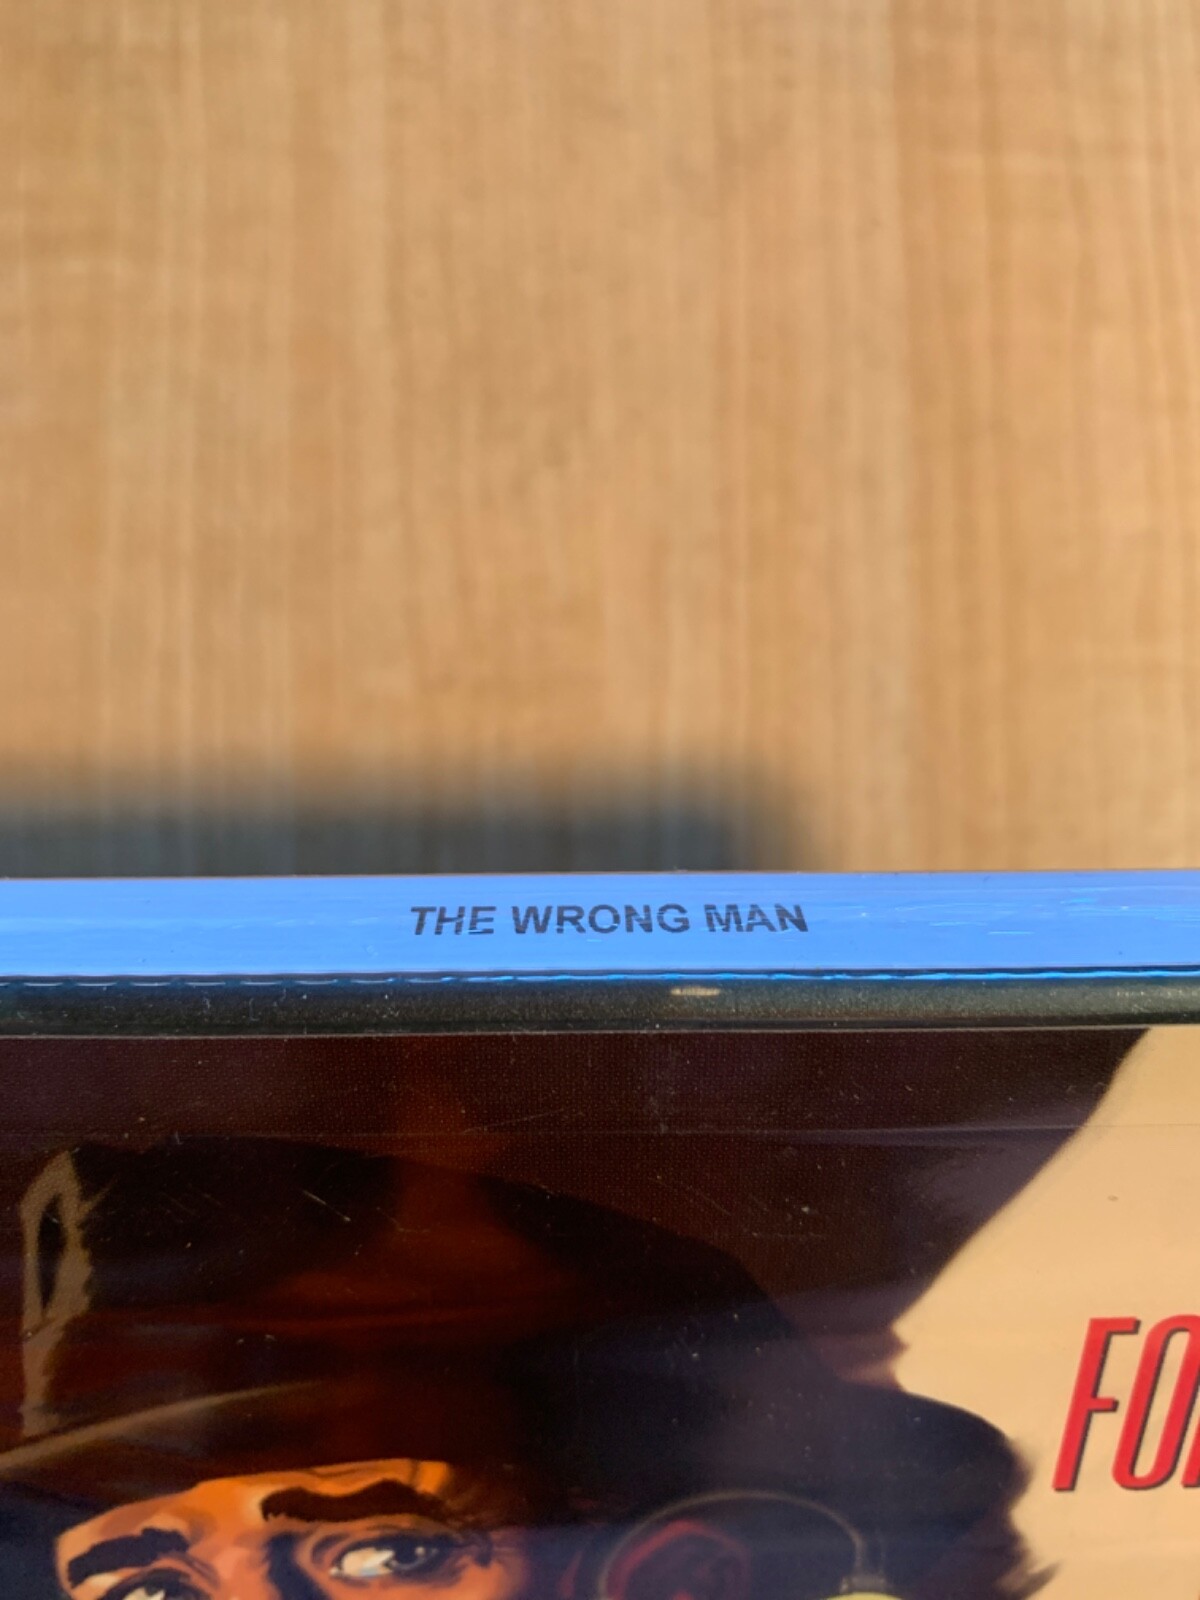 THE WRONG MAN